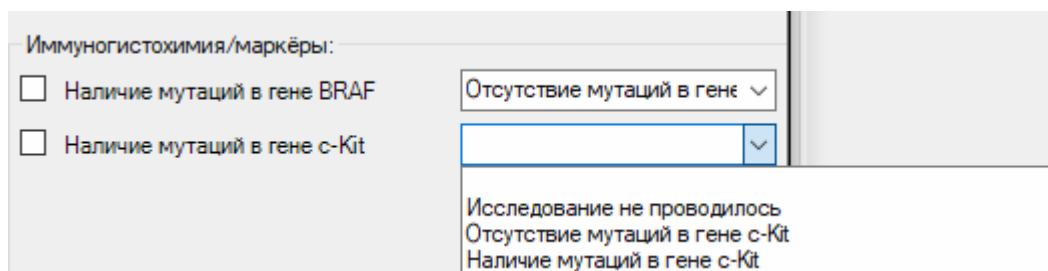 Иммуногистохимия/маркёры:
Наличие мутаций в гене BRAF
Отсутствие мутаций в гене
Наличие мутаций в гене c-Kit
Исследование не проводилось
Отсутствие мутаций в гене c-Kit
Наличие мутаций в гене c-Kit